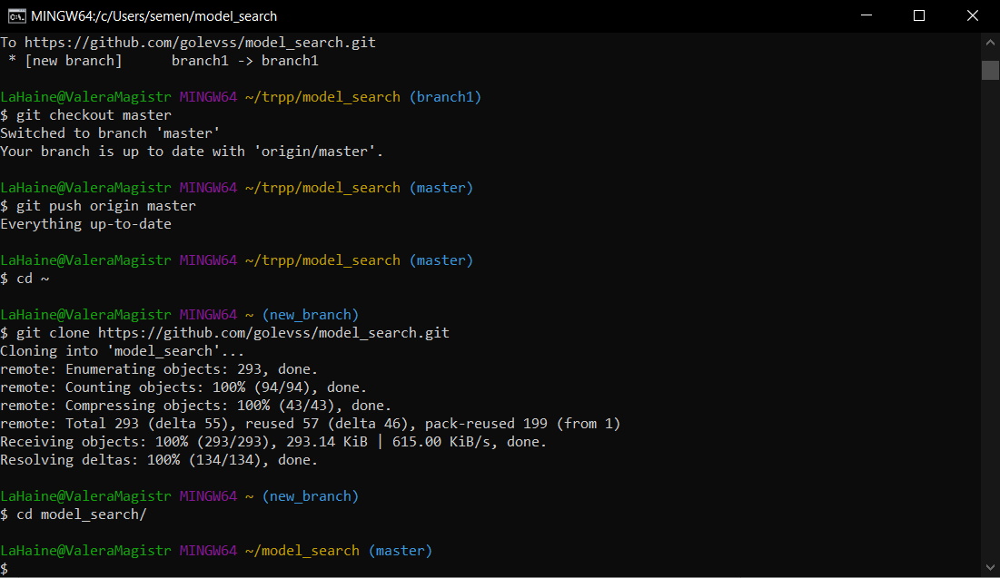 MINGW64:/c/Users/semen/model_search
To https://github.com/golevss/model_search.git
 * [new branch]      branch1 -> branch1
LaHaine@ValeraMagistr MINGW64 ~/trpp/model_search (branch1)
$ git checkout master
Switched to branch 'master'
Your branch is up to date with 'origin/master'.
LaHaine@ValeraMagistr MINGW64 ~/trpp/model_search (master)
$ git push origin master
Everything up-to-date
LaHaine@ValeraMagistr MINGW64 ~/trpp/model_search (master)
$ cd ~
LaHaine@ValeraMagistr MINGW64 ~ (new_branch)
$ git clone https://github.com/golevss/model_search.git
Cloning into 'model_search'...
remote: Enumerating objects: 293, done.
remote: Counting objects: 100% (94/94), done.
remote: Compressing objects: 100% (43/43), done.
remote: Total 293 (delta 55), reused 57 (delta 46), pack-reused 199 (from 1)
Receiving objects: 100% (293/293), 293.14 KiB | 615.00 KiB/s, done.
Resolving deltas: 100% (134/134), done.
LaHaine@ValeraMagistr MINGW64 ~ (new_branch)
$ cd model_search/
LaHaine@ValeraMagistr MINGW64 ~/model_search (master)
$